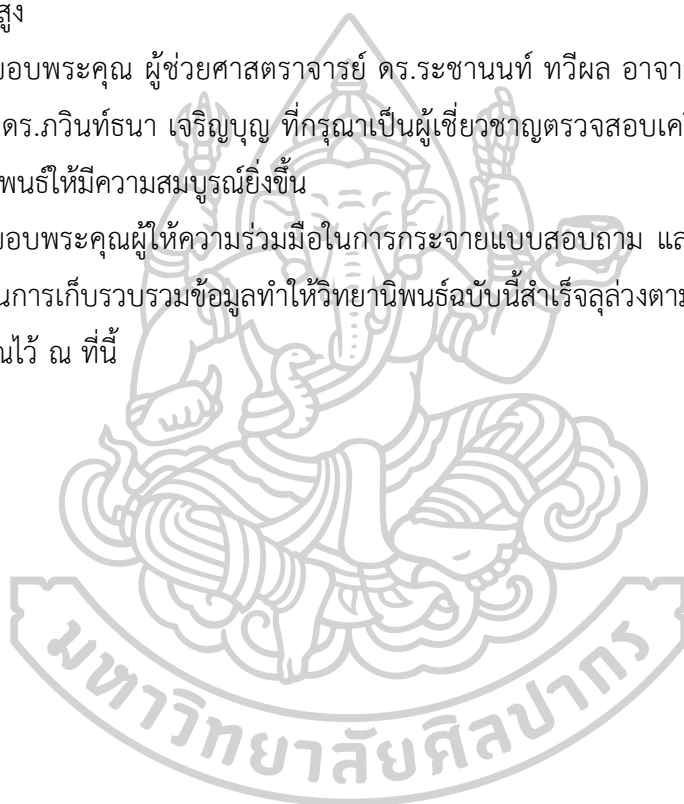 สูง
ขอบพระคุณ ผู้ช่วยศาสตราจารย์ ดร.ระชานนท์ ทวีผล อาจา
ดร.ภวินท์ธนา เจริญบุญ ที่กรุณาเป็นผู้เชี่ยวชาญตรวจสอบเค
พนธ์ให้มีความสมบูรณ์ยิ่งขึ้น
ขอบพระคุณผู้ให้ความร่วมมือในการกระจายแบบสอบถาม และ
นการเก็บรวบรวมข้อมูลทำให้วิทยานิพนธ์ฉบับนี้สำเร็จลุล่วงตาม
ณไว้ ณ ที่นี้
มหาวิทยาลัยศิลปากร